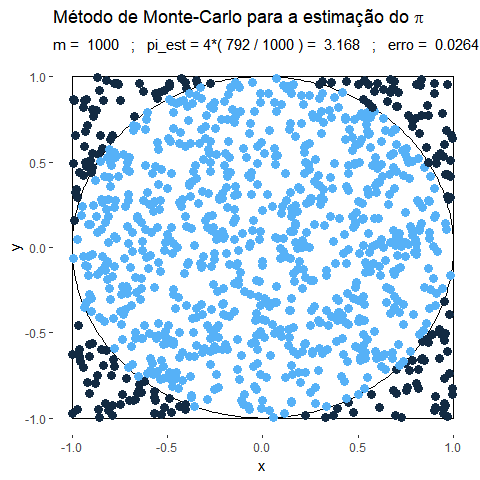 Método de Monte-Carlo para a estimação do π
m = 1000 ; pi_est = 4*( 792 / 1000 ) = 3.168 ; erro = 0.0264
1.0
0.5
y
0.0
-0.5
-1.0
-1.0 -0.5 0.0 0.5 1.0
x